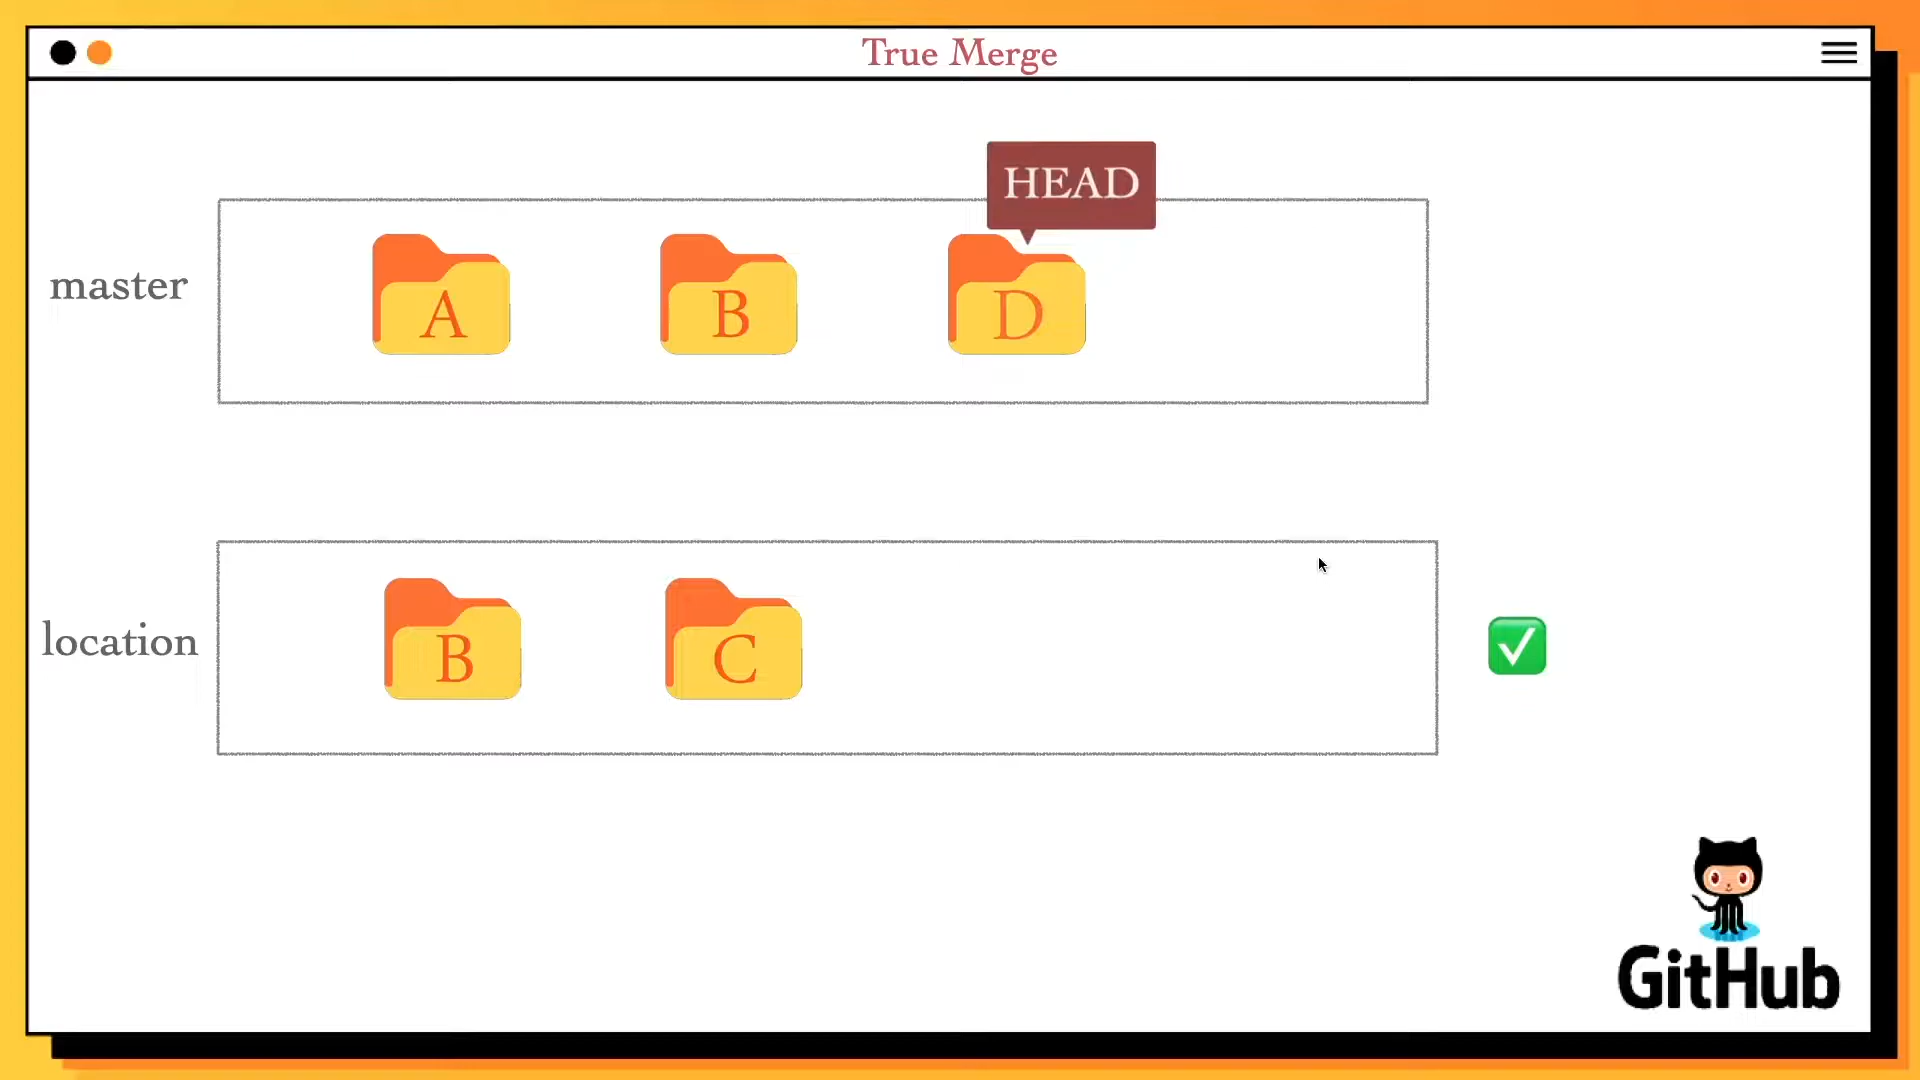 True Merge
HEAD
master
A
B
D
location
B
C
GitHub